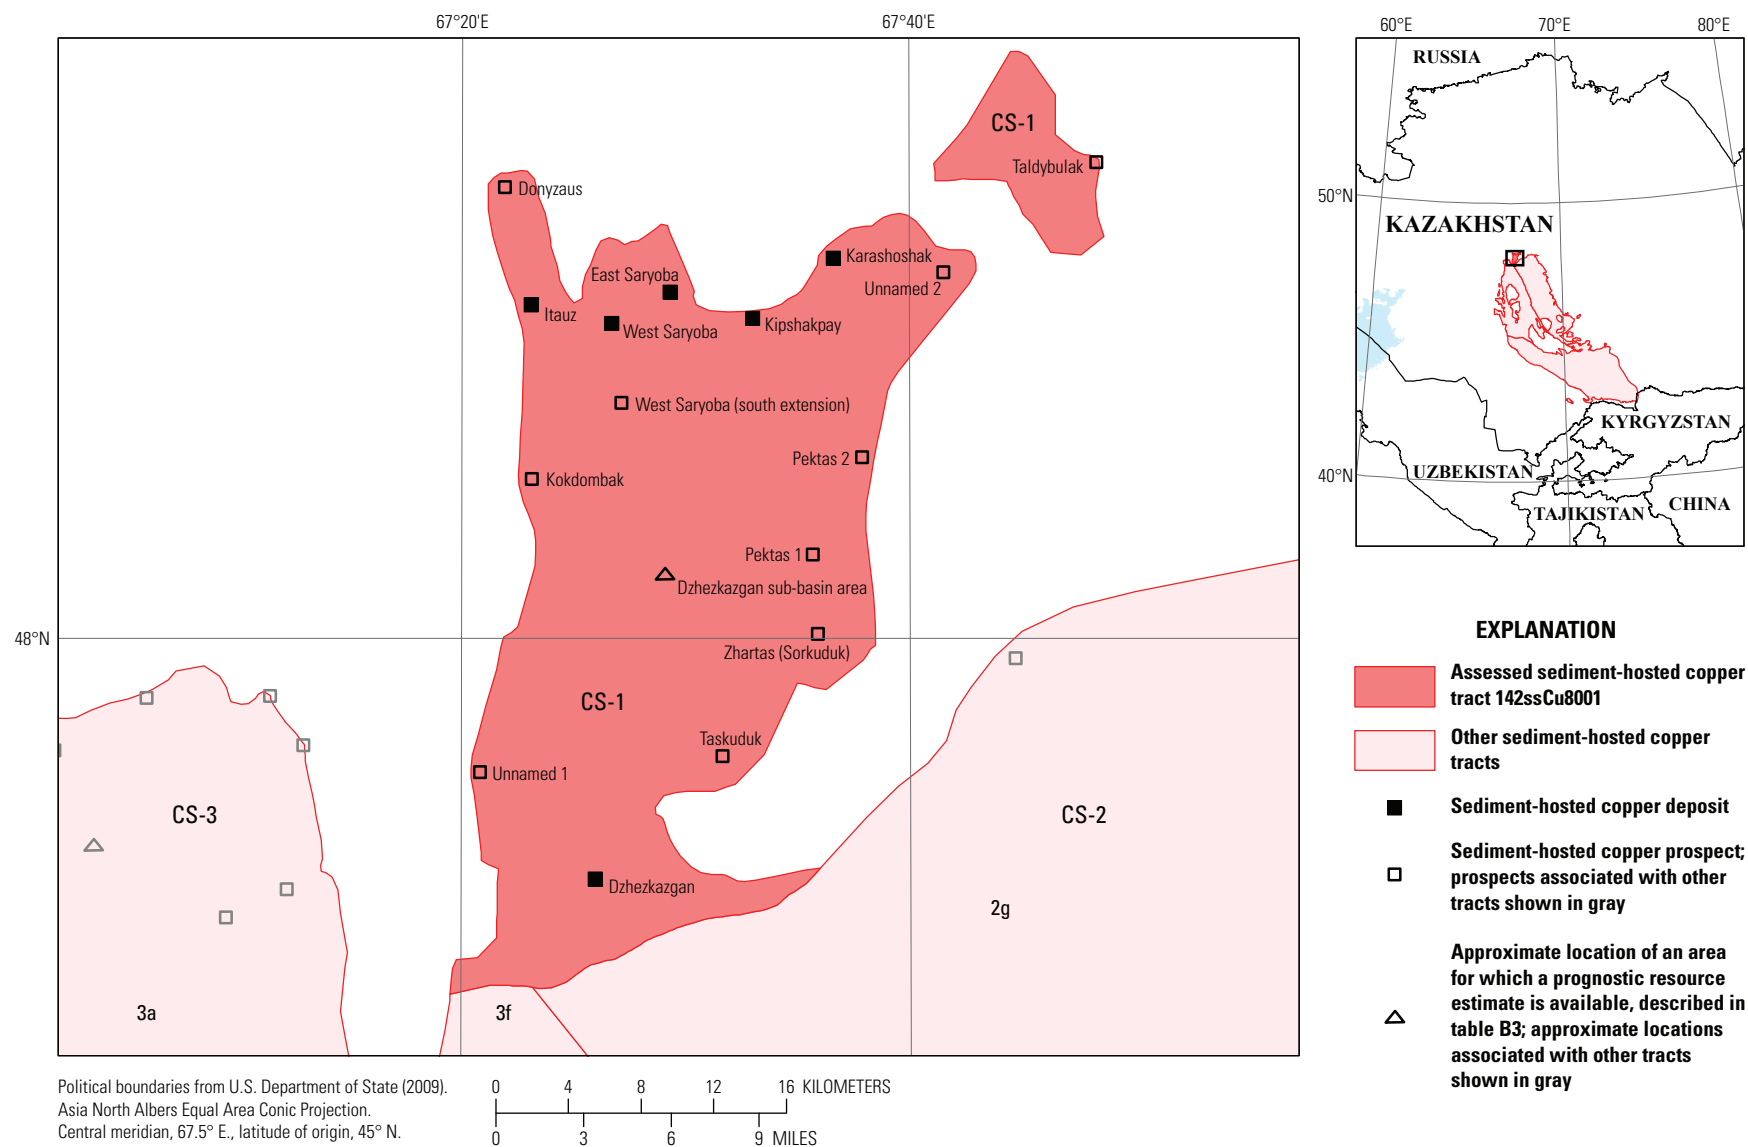 67°20'E
67°40'E
60°E
70°E
80°E
RUSSIA
CS-1
Taldybulak
Donyzaus
50°N
KAZAKHSTAN
Karashoshak
East Saryoba
Unnamed 2
Itauz
West Saryoba
Kipshakpay
West Saryoba (south extension)
KYRGYZSTAN
Pektas 2
Kokdombak
40°N
UZBEKISTAN
CHINA
TAJIKISTAN
Pektas 1
Dzhezkazgan sub-basin area
48°N
Zhartas (Sorkuduk)
CS-1
Taskuduk
Unnamed 1
CS-3
CS-2
Dzhezkazgan
2g
3a
3f
EXPLANATION
Assessed sediment-hosted copper
tract 142ssCu8001
Other sediment-hosted copper
tracts
Sediment-hosted copper deposit
Sediment-hosted copper prospect;
prospects associated with other
tracts shown in gray
Approximate location of an area
for which a prognostic resource
estimate is available, described in
table B3; approximate locations
associated with other tracts
shown in gray
Political boundaries from U.S. Department of State (2009).
Asia North Albers Equal Area Conic Projection.
Central meridian, 67.5° E., latitude of origin, 45° N.
0 4 8 12 16 KILOMETERS
0 3 6 9 MILES